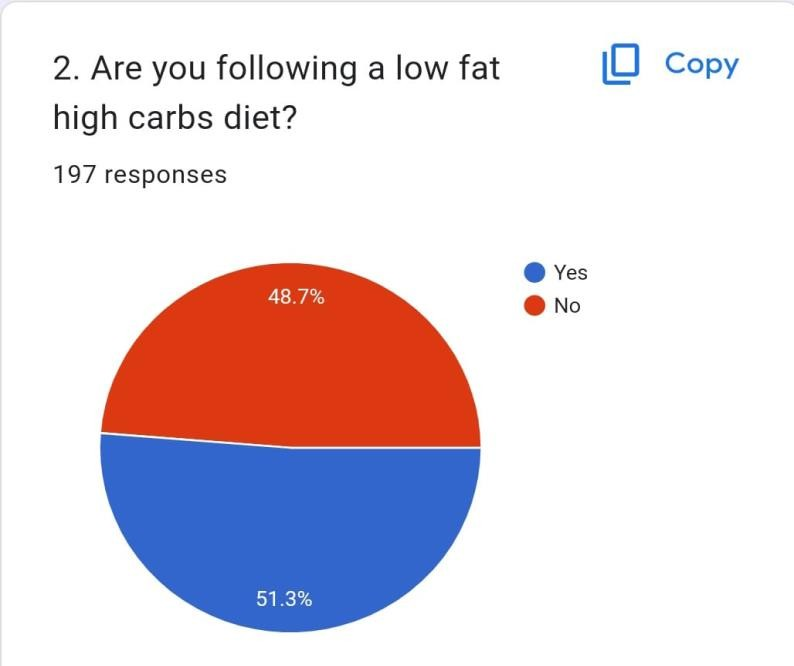 2. Are you following a low fat
high carbs diet?
Copy
197 responses
48.7%
51.3%
Yes
No